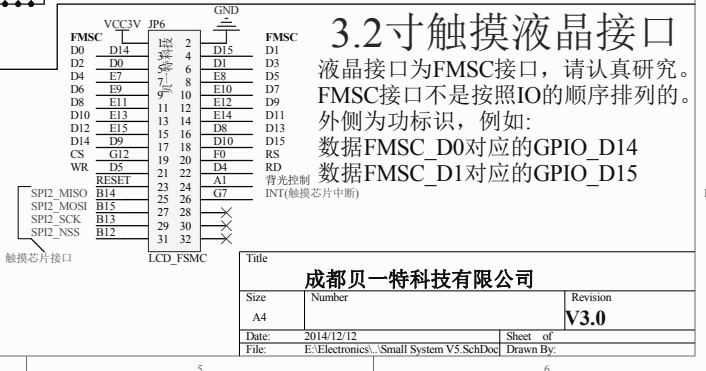 GND
VCC3V JP6
3.2寸触摸液晶接口
FMSC FMSC
D0 D14 1 2 D15 D1
D2 D0 3 4 D1 D3
D4 E7 5 6 E8 D5
D6 E9 7 8 E10 D7
D8 E11 9 10 E12 D9
D10 E13 11 12 E14 D11
D12 E15 13 14 D8 D13
D14 D9 15 16 D10 D15
CS G12 17 18 F0 RS
WR D5 19 20 D4 RD
RESET 21 22 A1 背光控制
SPI2_MISO B14 23 24 G7 INT(触摸芯片中断)
SPI2_MOSI B15 25 26
SPI2_SCK B13 27 28
SPI2_NSS B12 29 30
31 32
贝一特科技
触摸芯片接口
LCD_FSMC
液晶接口为FMSC接口，请认真研究。
FMSC接口不是按照IO的顺序排列的。
外侧为功标识，例如:
数据FMSC_D0对应的GPIO_D14
数据FMSC_D1对应的GPIO_D15
Title
成都贝一特科技有限公司
Size Number Revision
A4 V3.0
Date: 2014/12/12 Sheet of
File: E:\Electronics\..\Small System V5.SchDoc Drawn By:
5 6